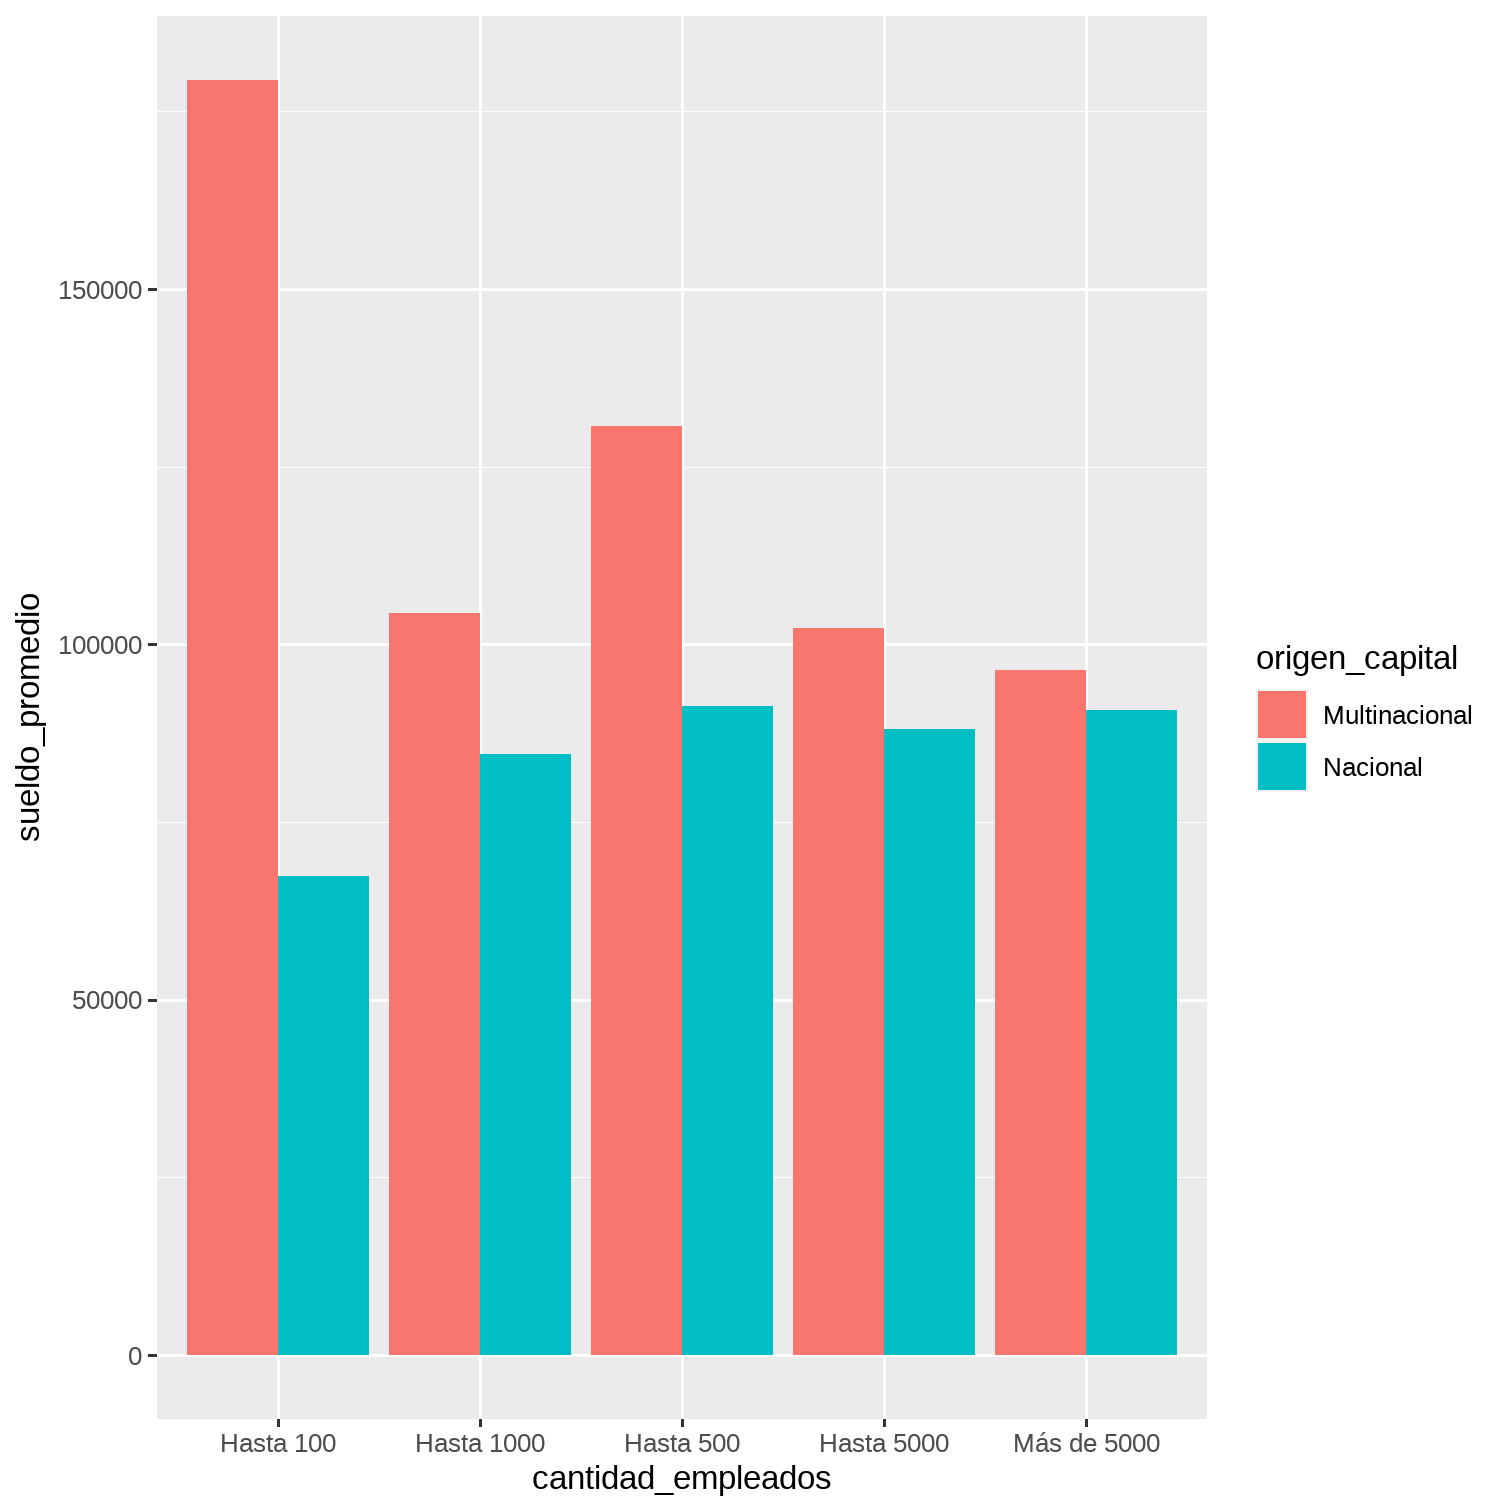 sueldo_promedio
150000
100000
50000
0
Hasta 100
Hasta 1000
Hasta 500
Hasta 5000
Más de 5000
cantidad_empleados
origen_capital
Multinacional
Nacional